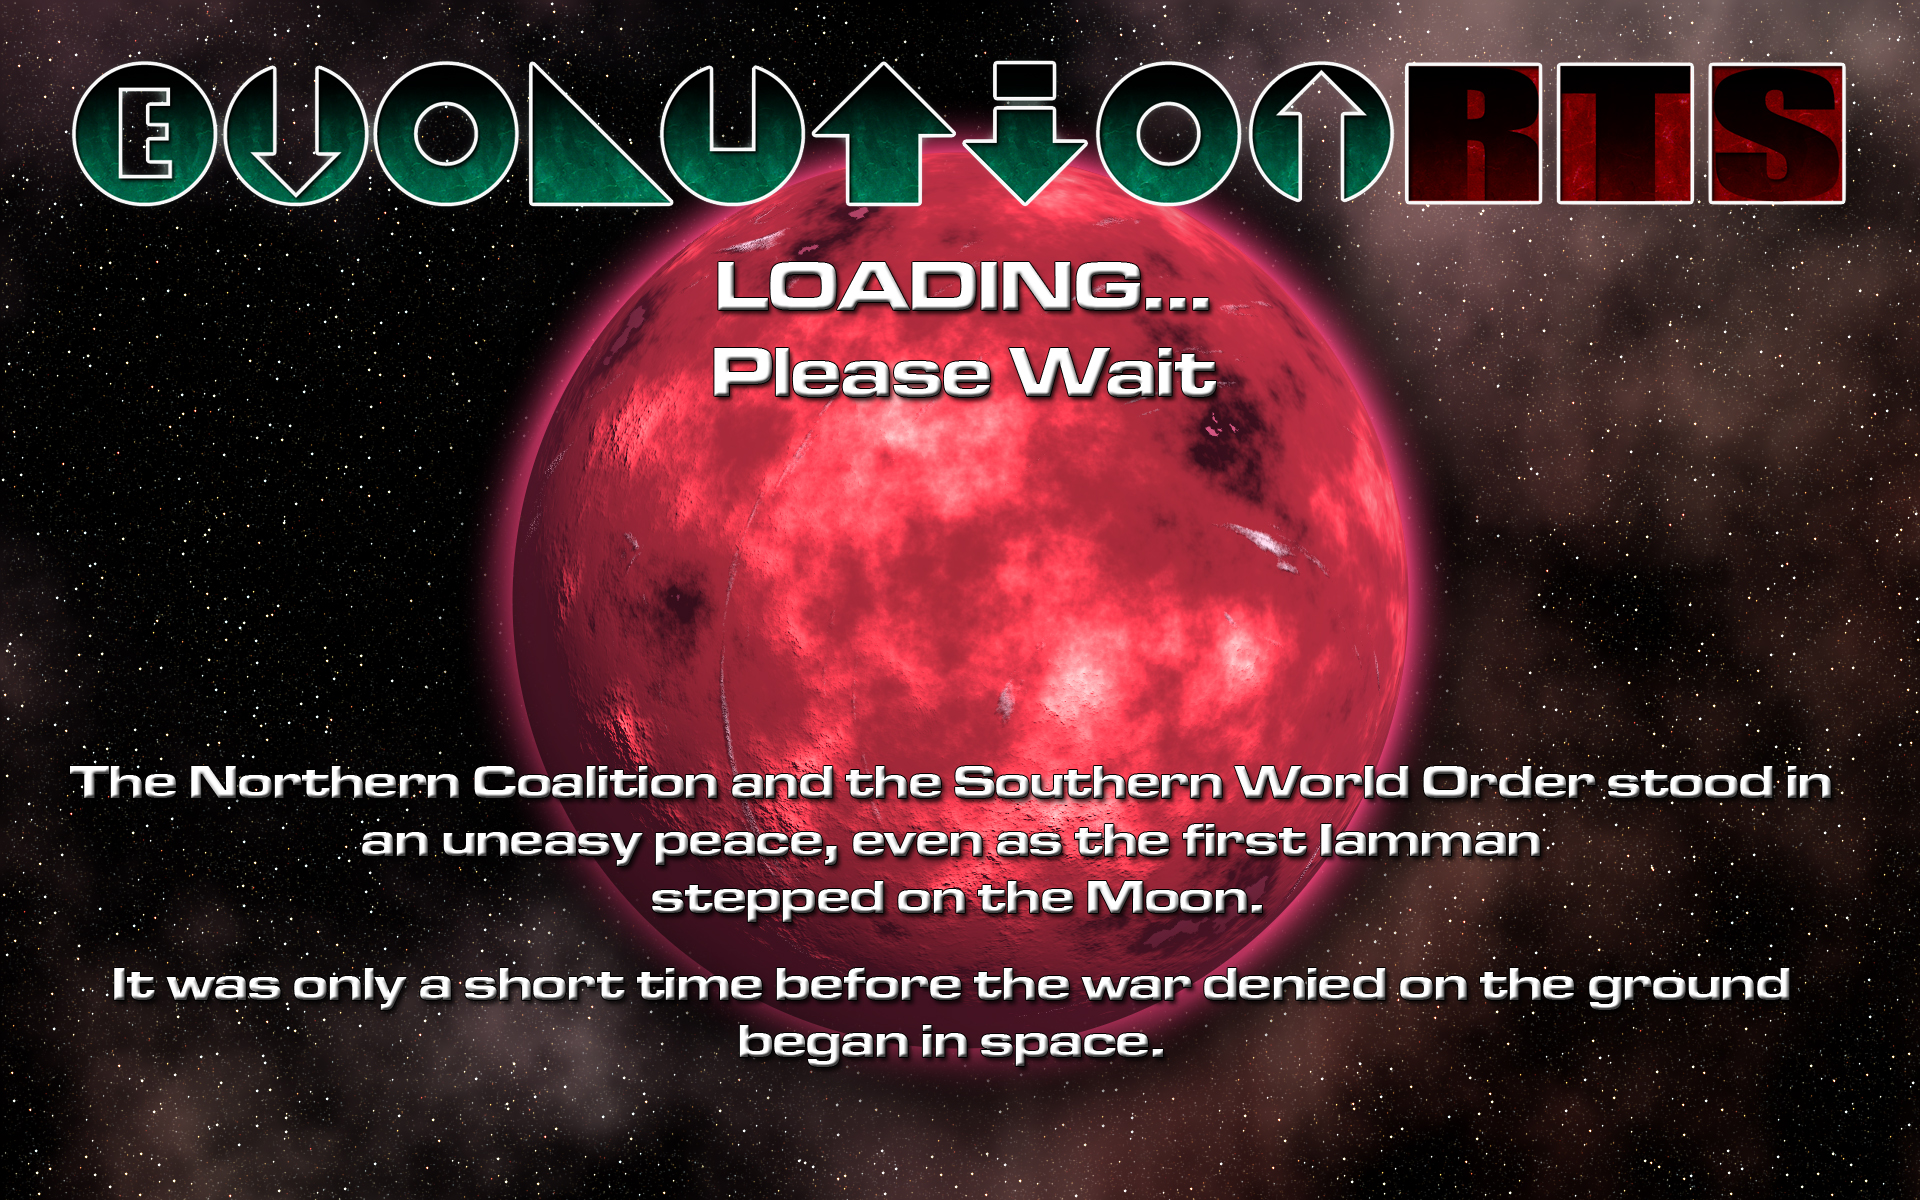 EVOLUTION RTS
LOADING...
Please Wait
The Northern Coalition and the Southern World Order stood in
an uneasy peace, even as the first lamman
stepped on the Moon.
It was only a short time before the war denied on the ground
began in space.